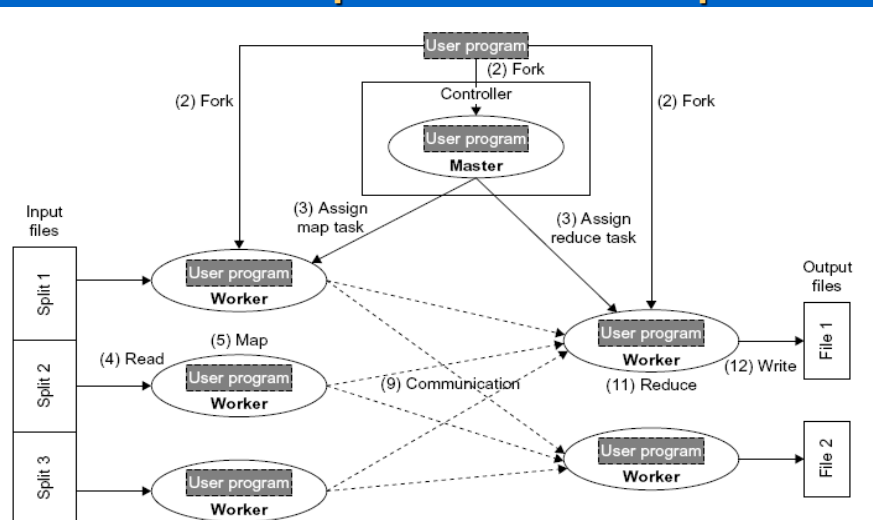 User program
(2) Fork
(2) Fork
(2) Fork
Controller
User program
Master
(3) Assign
map task
(3) Assign
reduce task
Input
files
Split 1
Split 2
Split 3
User program
Worker
(4) Read
(5) Map
User program
Worker
User program
Worker
(9) Communication
User program
Worker
(11) Reduce
(12) Write
User program
Worker
Output
files
File 1
File 2